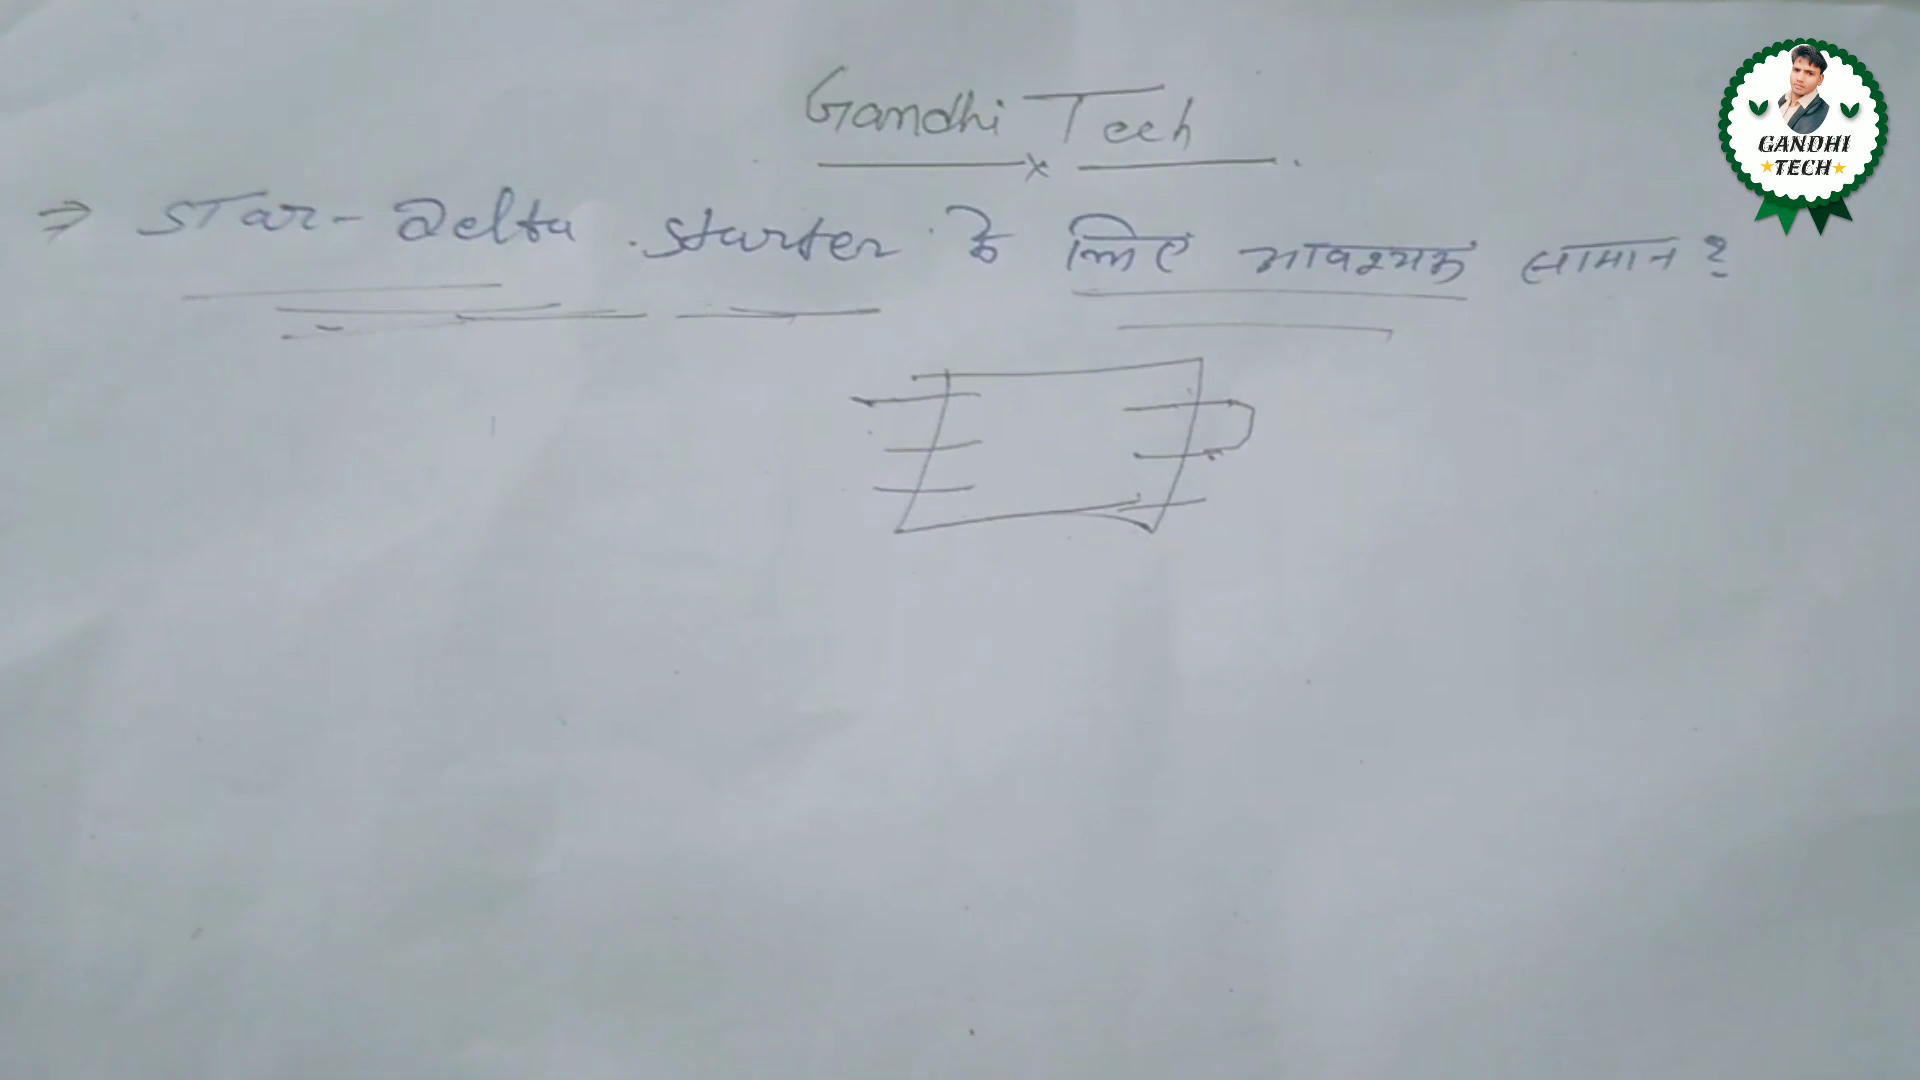 Gandhi Tech
GANDHI
TECH
⇒ Star-Delta starter के लिए आवश्यक सामान ?